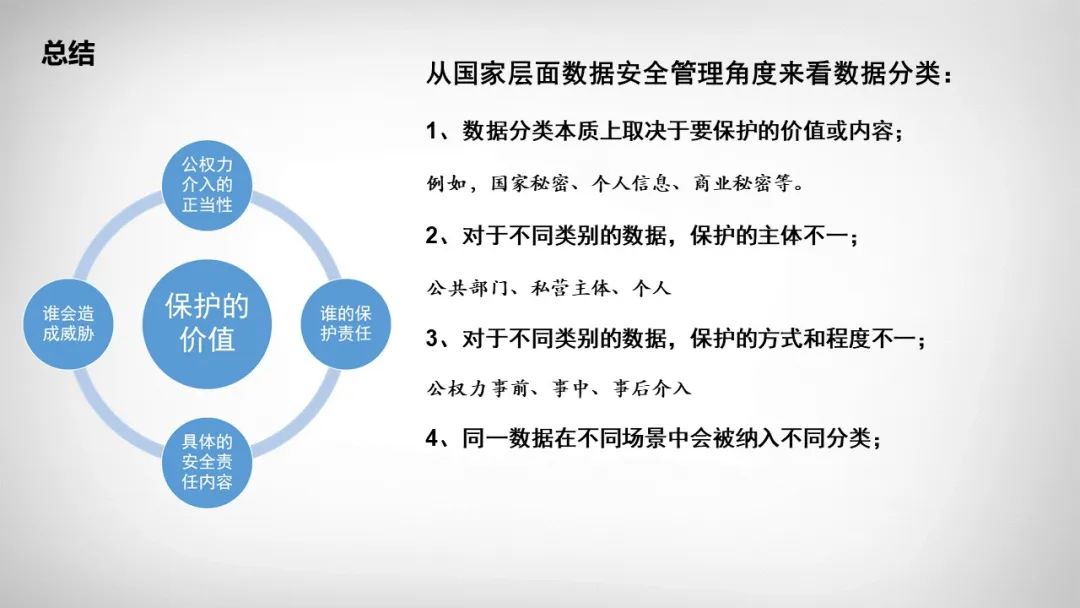 总结
公权力
介入的
正当性
谁会造
成威胁
保护的
价值
谁的保
护责任
具体的
安全责
任内容
从国家层面数据安全管理角度来看数据分类：
1、数据分类本质上取决于要保护的价值或内容；
例如，国家秘密、个人信息、商业秘密等。
2、对于不同类别的数据，保护的主体不一；
公共部门、私营主体、个人
3、对于不同类别的数据，保护的方式和程度不一；
公权力事前、事中、事后介入
4、同一数据在不同场景中会被纳入不同分类；